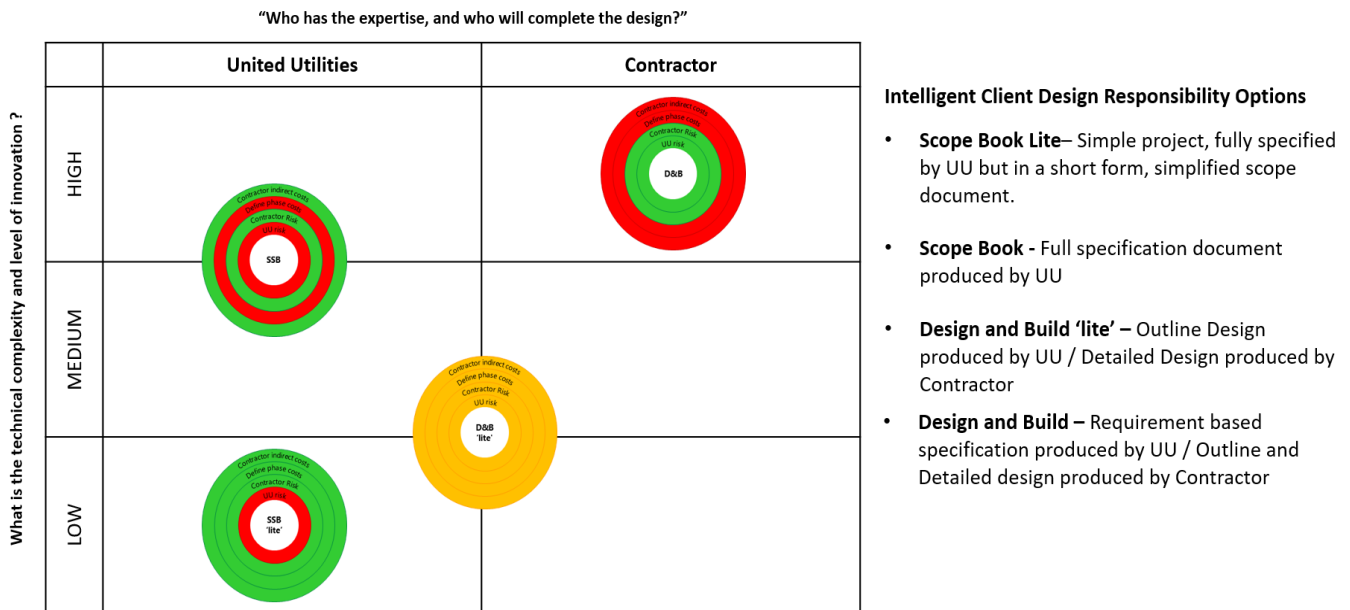 “Who has the expertise, and who will complete the design?”
United Utilities
Contractor
What is the technical complexity and level of innovation ?
HIGH
MEDIUM
LOW
Contractor indirect costs
Define phase costs
Contractor Risk
UU risk
D&B
Contractor indirect costs
Define phase costs
Contractor Risk
UU risk
SSB
Contractor indirect costs
Define phase costs
Contractor Risk
UU risk
D&B
'lite'
Contractor indirect costs
Define phase costs
Contractor Risk
UU risk
SSB
'lite'
Intelligent Client Design Responsibility Options
• Scope Book Lite– Simple project, fully specified
by UU but in a short form, simplified scope
document.
• Scope Book - Full specification document
produced by UU
• Design and Build ‘lite’ – Outline Design
produced by UU / Detailed Design produced by
Contractor
• Design and Build – Requirement based
specification produced by UU / Outline and
Detailed design produced by Contractor